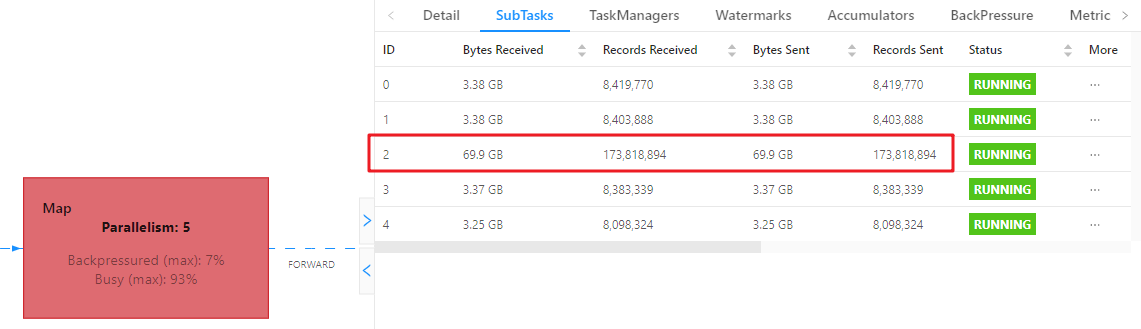 Detail SubTasks TaskManagers Watermarks Accumulators BackPressure Metric
ID Bytes Received Records Received Bytes Sent Records Sent Status More
0 3.38 GB 8,419,770 3.38 GB 8,419,770 RUNNING ...
1 3.38 GB 8,403,888 3.38 GB 8,403,888 RUNNING ...
2 69.9 GB 173,818,894 69.9 GB 173,818,894 RUNNING ...
3 3.37 GB 8,383,339 3.37 GB 8,383,339 RUNNING ...
4 3.25 GB 8,098,324 3.25 GB 8,098,324 RUNNING ...
Map
Parallelism: 5
Backpressured (max): 7%
Busy (max): 93%
FORWARD